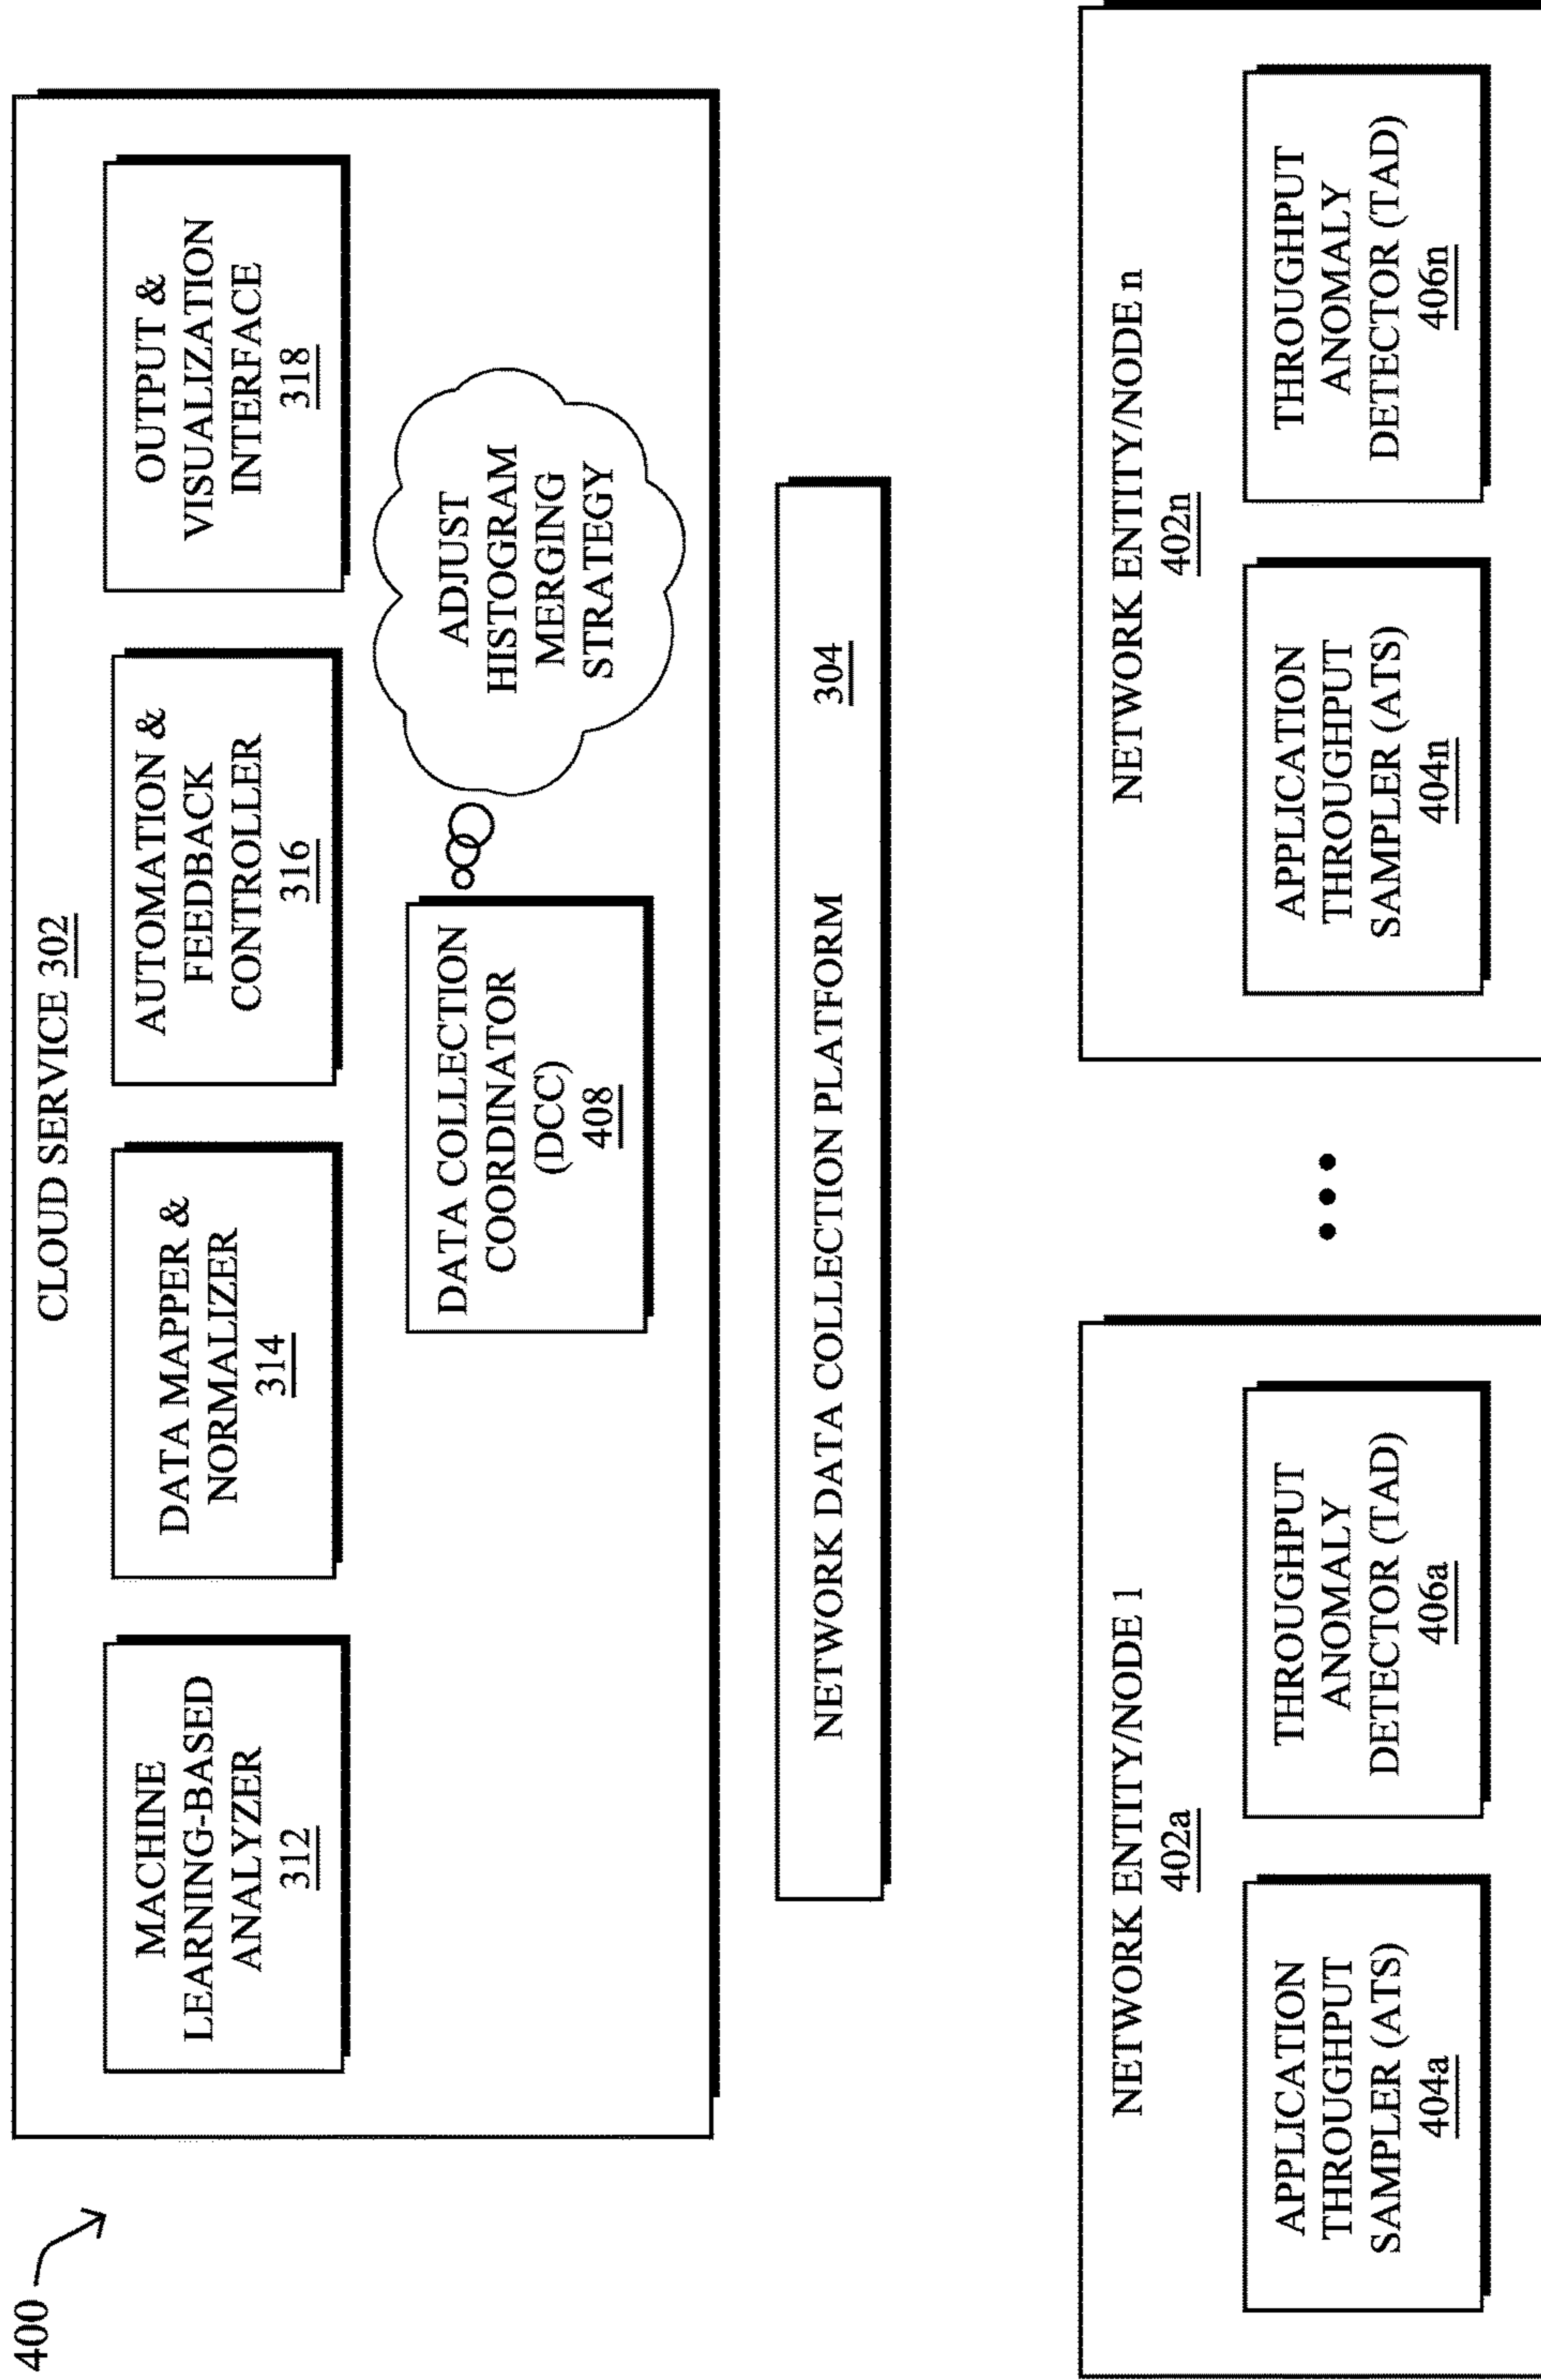 400
CLOUD SERVICE 302
MACHINE
LEARNING-BASED
ANALYZER
312
DATA MAPPER &
NORMALIZER
314
AUTOMATION &
FEEDBACK
CONTROLLER
316
OUTPUT &
VISUALIZATION
INTERFACE
318
DATA COLLECTION
COORDINATOR
(DCC)
408
ADJUST
HISTOGRAM
MERGING
STRATEGY
NETWORK DATA COLLECTION PLATFORM 304
NETWORK ENTITY/NODE 1
402a
APPLICATION
THROUGHPUT
SAMPLER (ATS)
404a
THROUGHPUT
ANOMALY
DETECTOR (TAD)
406a
NETWORK ENTITY/NODE n
402n
APPLICATION
THROUGHPUT
SAMPLER (ATS)
404n
THROUGHPUT
ANOMALY
DETECTOR (TAD)
406n